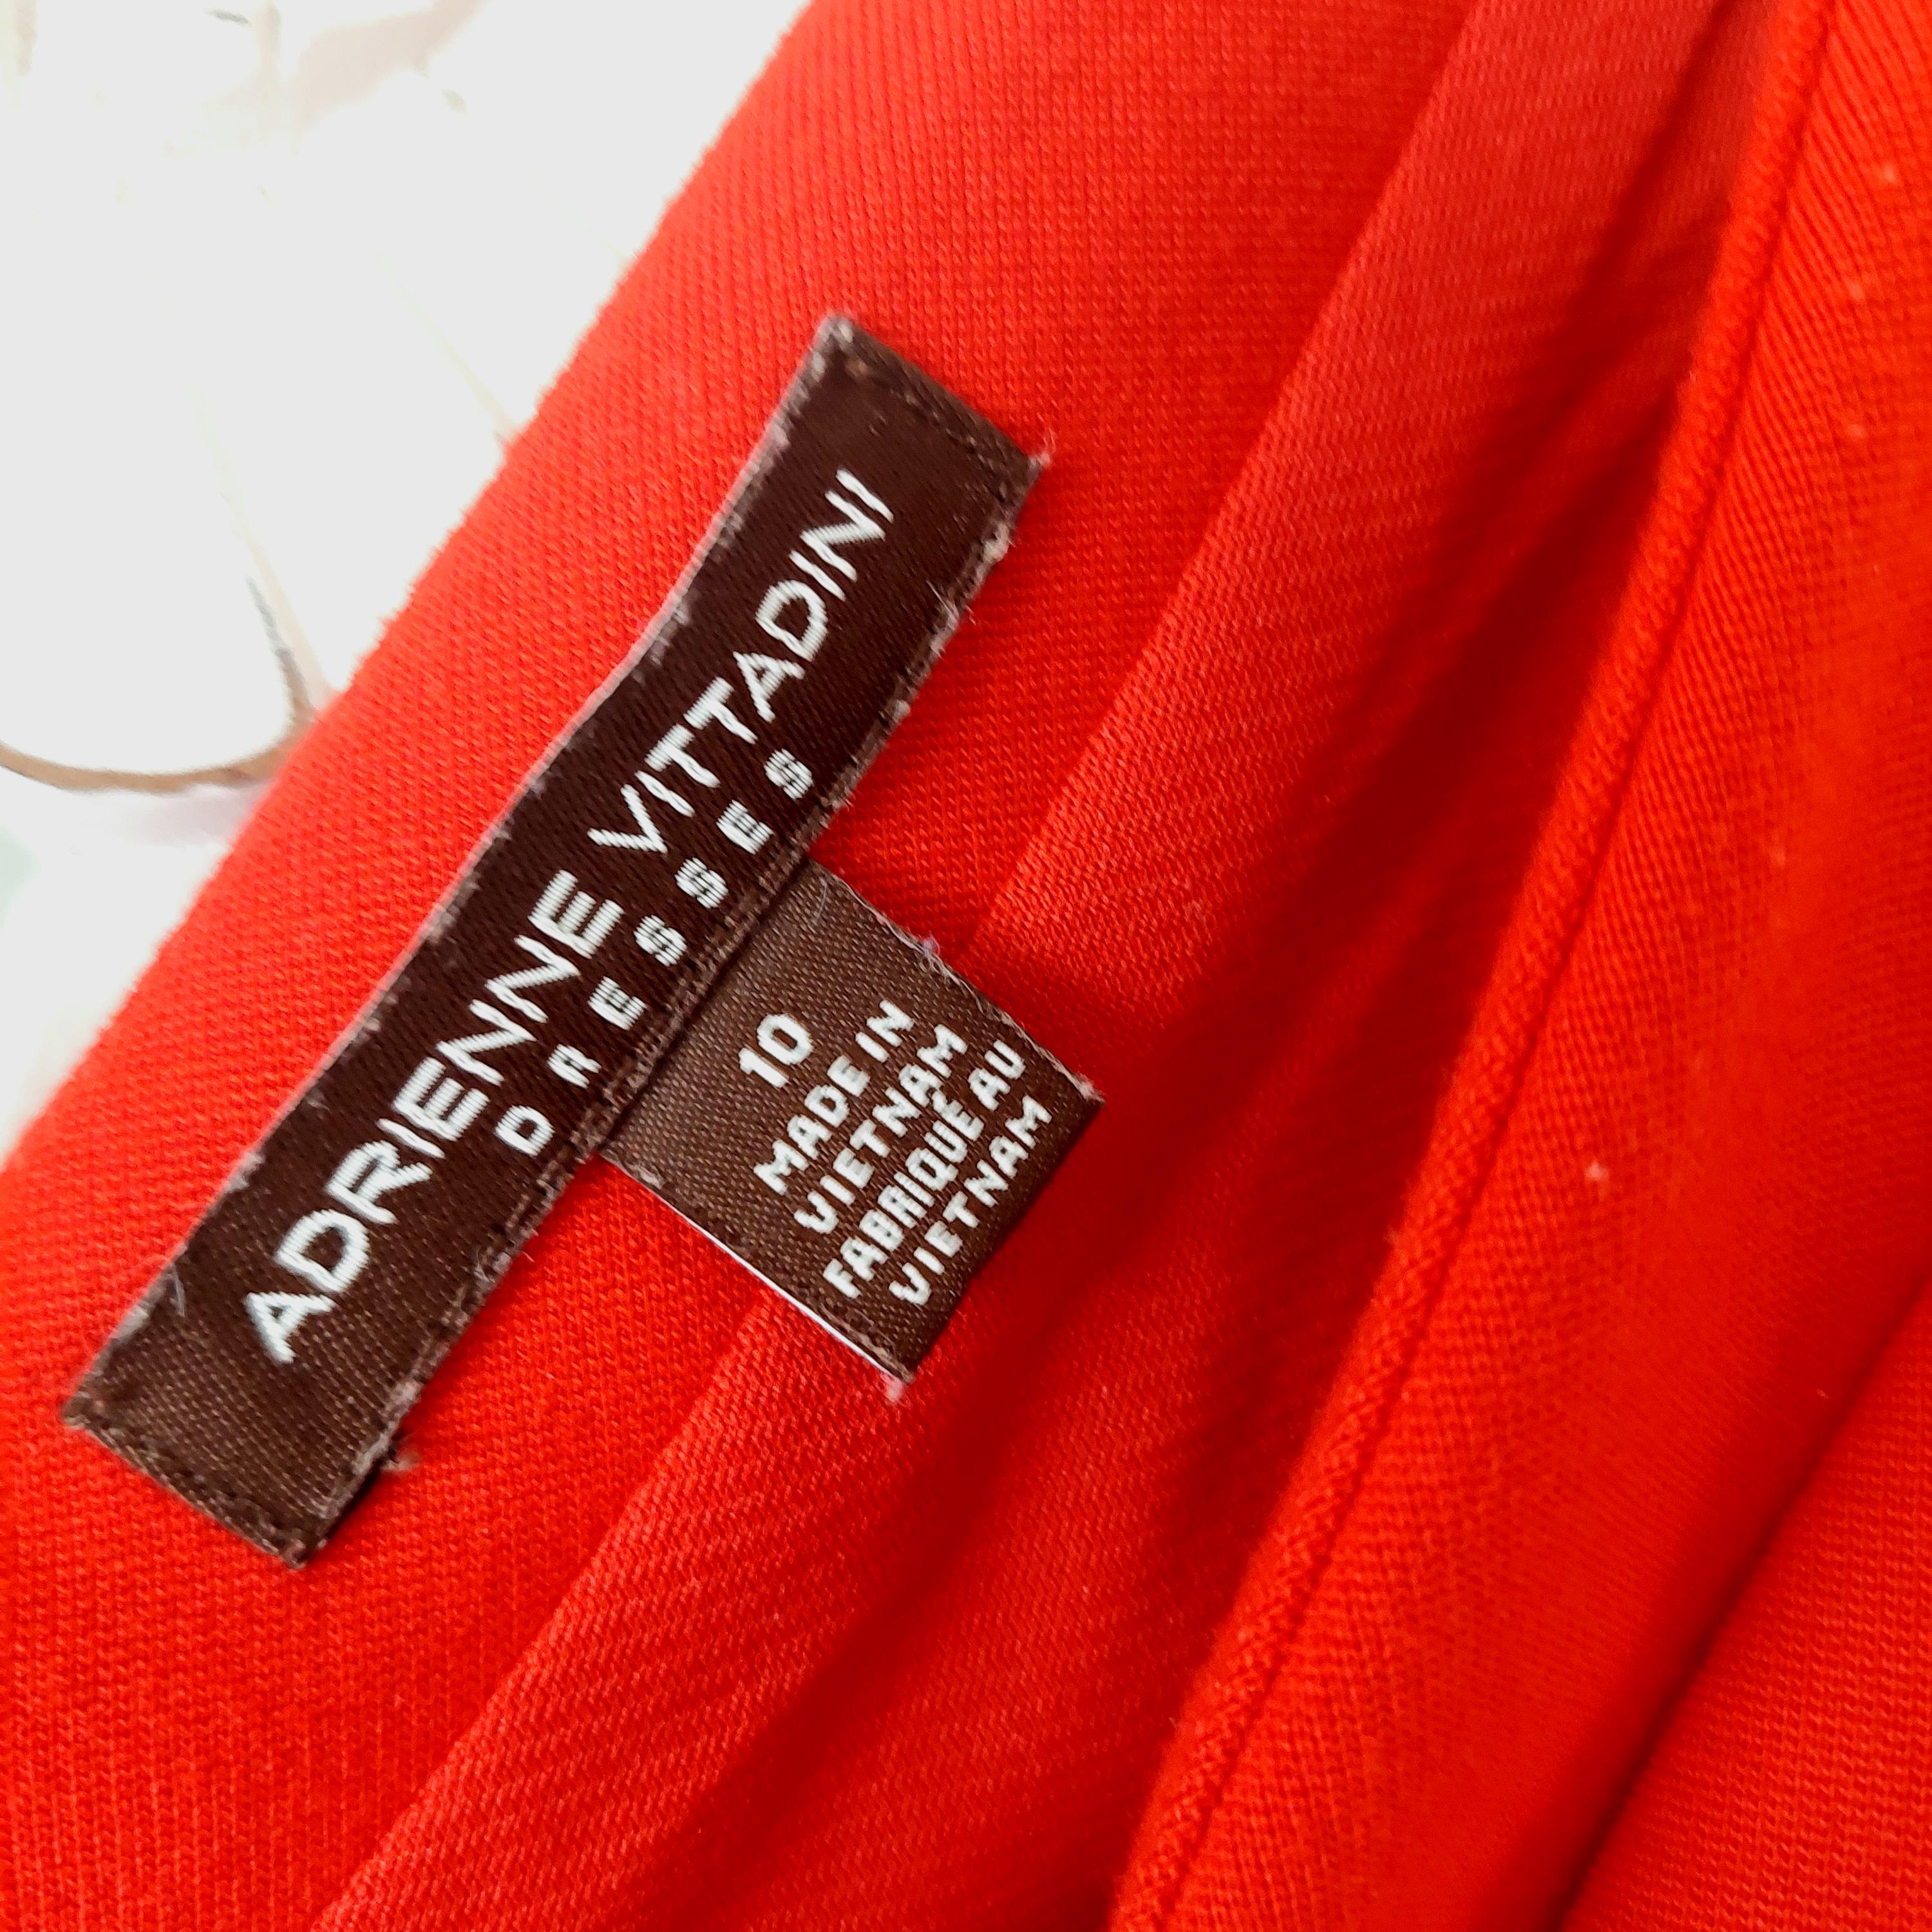 ADRIENNE VITTADINI
DRESSES
10
MADE IN
VIETNAM
FABRIQUÉ AU
VIETNAM